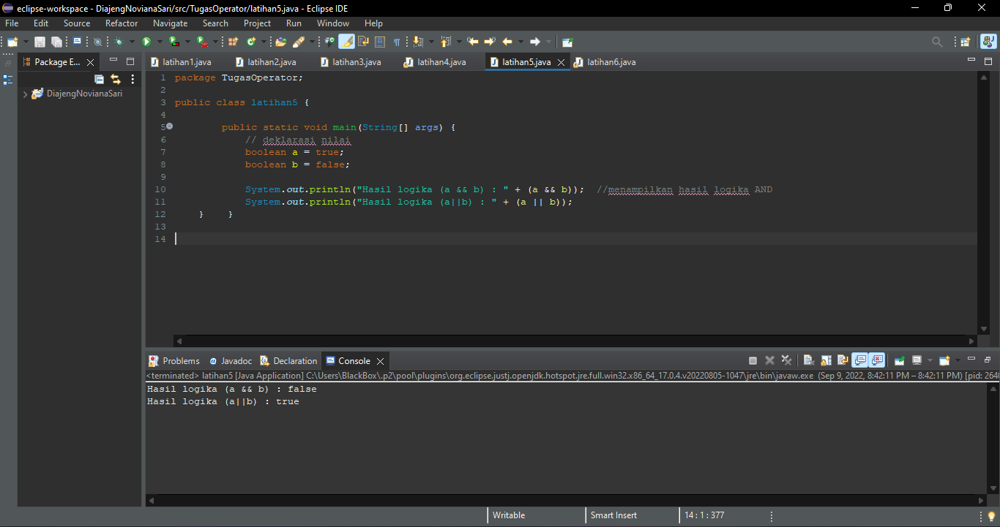 eclipse-workspace - DiajengNovianaSari/src/TugasOperator/latihan5.java - Eclipse IDE
File Edit Source Refactor Navigate Search Project Run Window Help
Package E...
latihan1.java latihan2.java latihan3.java latihan4.java latihan5.java latihan6.java
DiajengNovianaSari
1 package TugasOperator;
2
3 public class latihan5 {
4
5 public static void main(String[] args) {
6 // deklarasi nilai
7 boolean a = true;
8 boolean b = false;
9
10 System.out.println("Hasil logika (a && b) : " + (a && b)); //menampilkan hasil logika AND
11 System.out.println("Hasil logika (a||b) : " + (a || b));
12 } }
13
14
Problems Javadoc Declaration Console
<terminated> latihan5 [Java Application] C:\Users\BlackBox\.p2\pool\plugins\org.eclipse.justj.openjdk.hotspot.jre.full.win32.x86_64_17.0.4.v20220805-1047\jre\bin\javaw.exe (Sep 9, 2022, 8:42:11 PM – 8:42:11 PM) [pid: 264
Hasil logika (a && b) : false
Hasil logika (a||b) : true
Writable Smart Insert 14 : 1 : 377